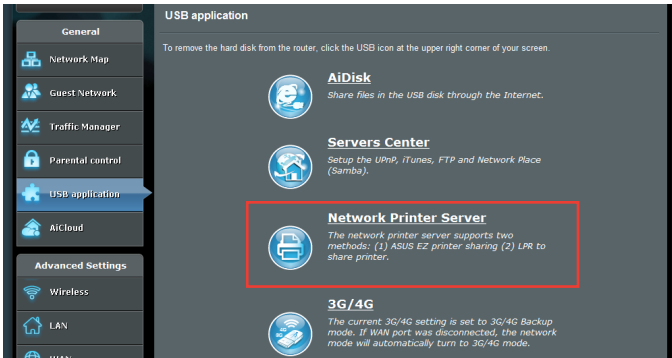 General
Network Map
Guest Network
Traffic Manager
Parental control
USB application
AiCloud
Advanced Settings
Wireless
LAN
WAN
USB application
To remove the hard disk from the router, click the USB icon at the upper right corner of your screen.
AiDisk
Share files in the USB disk through the Internet.
Servers Center
Setup the UPnP, iTunes, FTP and Network Place
(Samba).
Network Printer Server
The network printer server supports two
methods: (1) ASUS EZ printer sharing (2) LPR to
share printer.
3G/4G
The current 3G/4G setting is set to 3G/4G Backup
mode. If WAN port was disconnected, the network
mode will automatically turn to 3G/4G mode.